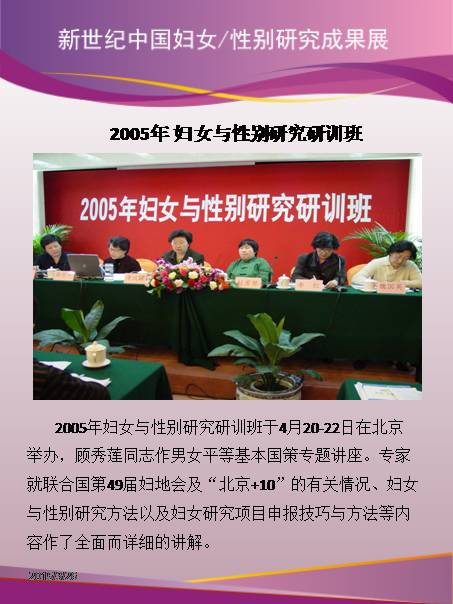 新世纪中国妇女/性别研究成果展
2005年妇女与性别研究研训班
2005年妇女与性别研究研训班
2005年妇女与性别研究研训班于4月20-22日在北京
举办，顾秀莲同志作男女平等基本国策专题讲座。专家
就联合国第49届妇地会及“北京+10”的有关情况、妇女
与性别研究方法以及妇女研究项目申报技巧与方法等内
容作了全面而详细的讲解。